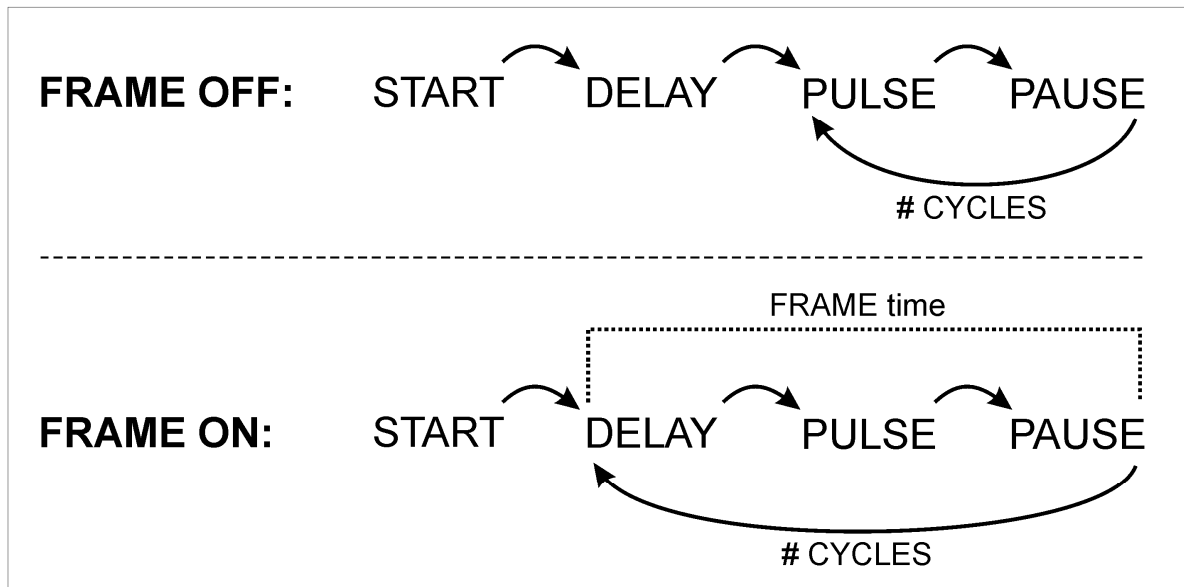 FRAME OFF: START DELAY PULSE PAUSE
# CYCLES
FRAME time
FRAME ON: START DELAY PULSE PAUSE
# CYCLES